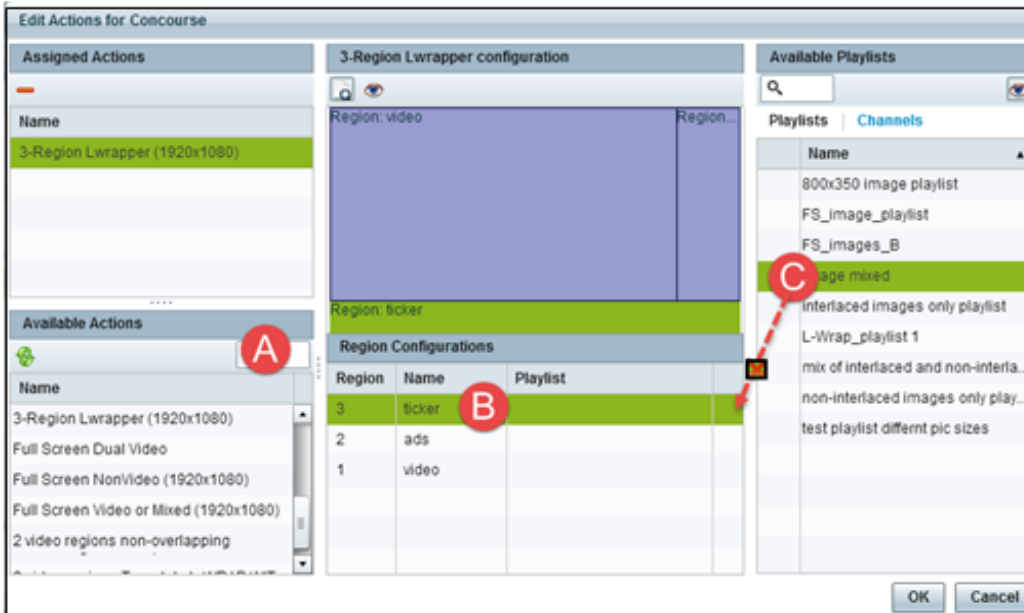 Edit Actions for Concourse
Assigned Actions
Name
3-Region Lwrapper (1920x1080)
Available Actions
A
Name
3-Region Lwrapper (1920x1080)
Full Screen Dual Video
Full Screen NonVideo (1920x1080)
Full Screen Video or Mixed (1920x1080)
2 video regions non-overlapping
3-Region Lwrapper configuration
Region: video
Region...
Region: ticker
Region Configurations
Region Name Playlist
3 ticker B
2 ads
1 video
Available Playlists
Playlists | Channels
Name
800x350 image playlist
FS_image_playlist
FS_images_B
C age mixed
interlaced images only playlist
L-Wrap_playlist 1
mix of interlaced and non-interla...
non-interlaced images only play...
test playlist differnt pic sizes
OK Cancel